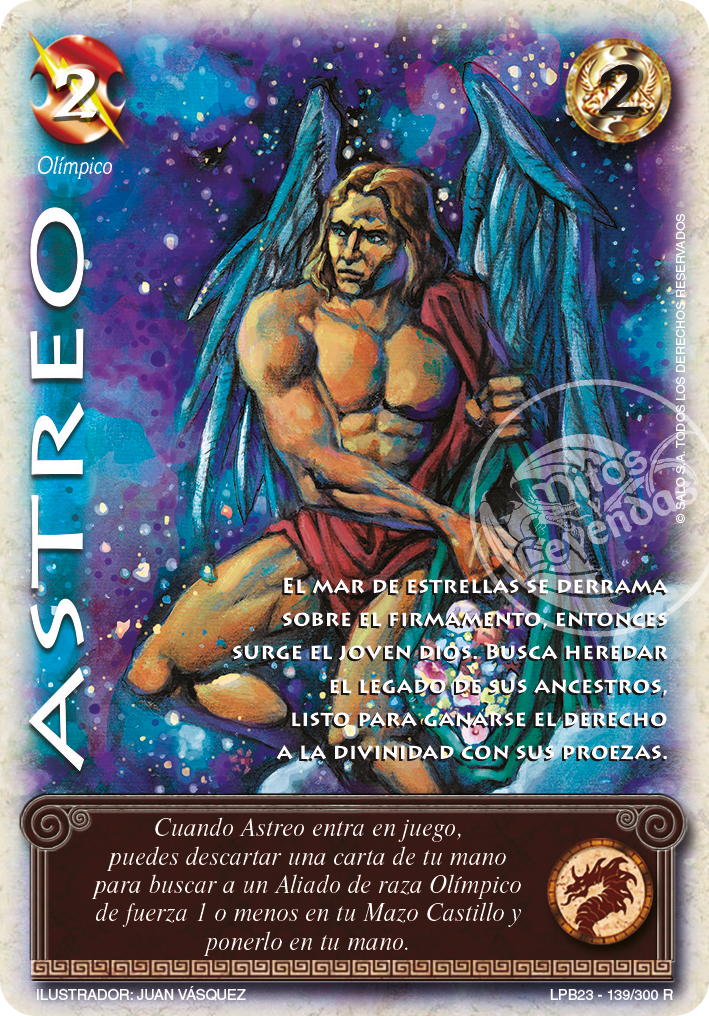 2
2
Olímpico
ASTREO
© SALO S.A. TODOS LOS DERECHOS RESERVADOS
mitos
y
Leyendas
EL MAR DE ESTRELLAS SE DERRAMA
SOBRE EL FIRMAMENTO, ENTONCES
SURGE EL JOVEN DIOS. BUSCA HEREDAR
EL LEGADO DE SUS ANCESTROS,
LISTO PARA GANARSE EL DERECHO
A LA DIVINIDAD CON SUS PROEZAS.
Cuando Astreo entra en juego,
puedes descartar una carta de tu mano
para buscar a un Aliado de raza Olímpico
de fuerza 1 o menos en tu Mazo Castillo y
ponerlo en tu mano.
ILUSTRADOR: JUAN VÁSQUEZ
LPB23 - 139/300 R